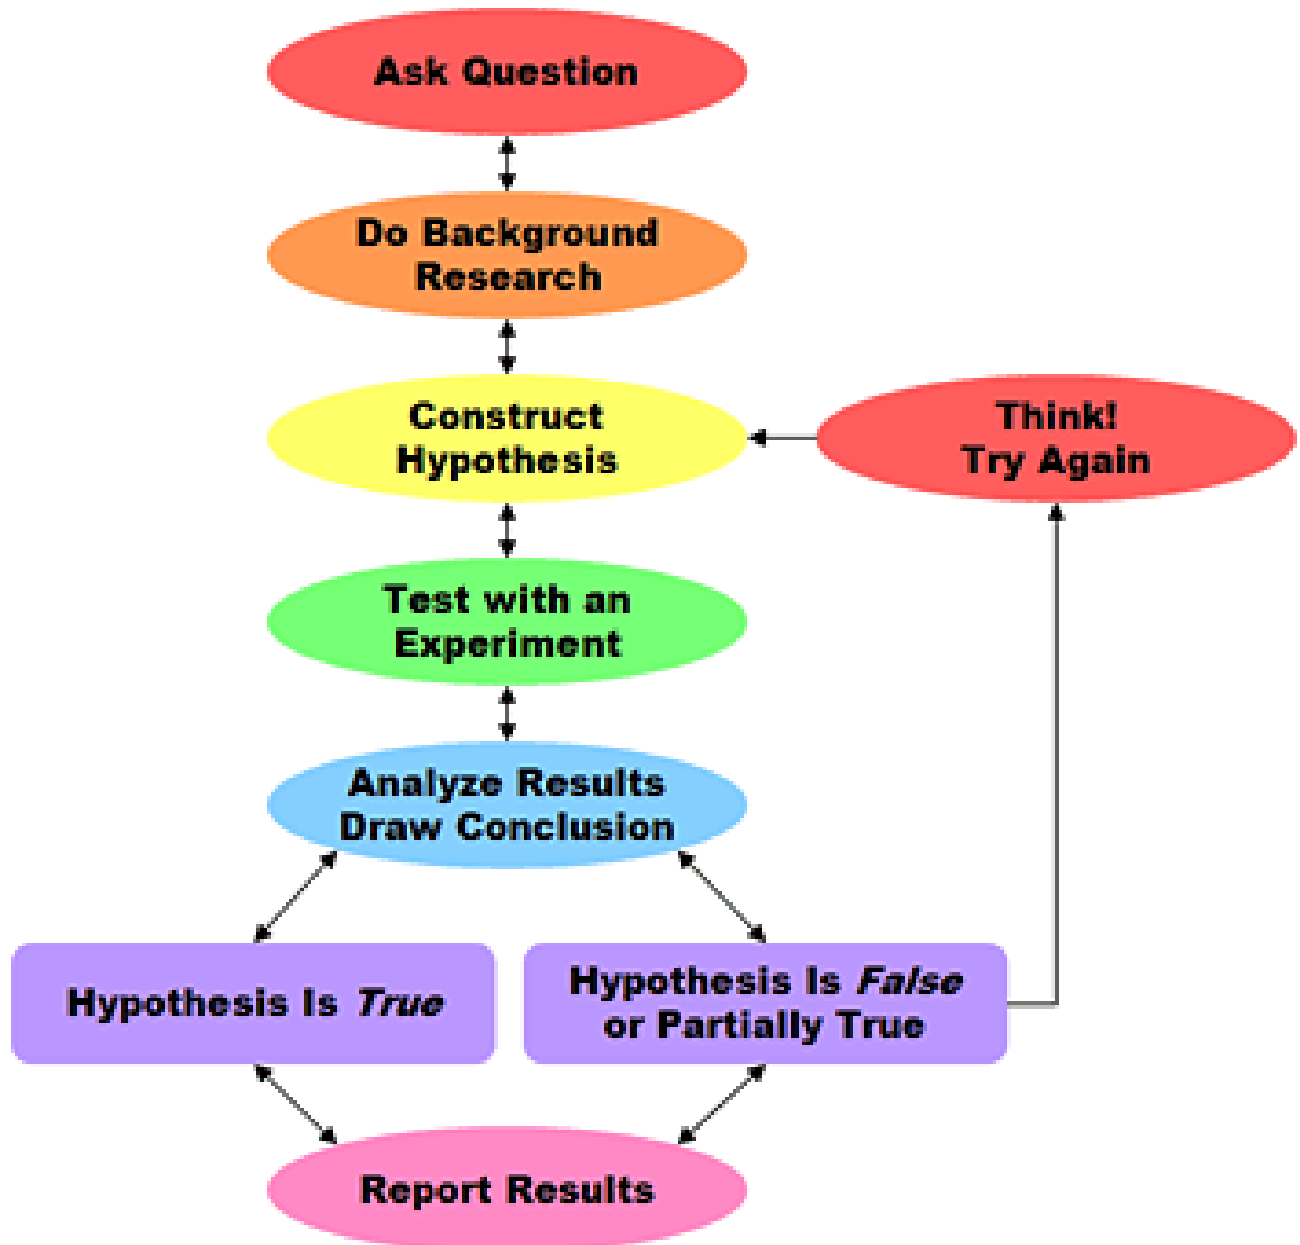 Ask Question
Do Background
Research
Construct
Hypothesis
Think!
Try Again
Test with an
Experiment
Analyze Results
Draw Conclusion
Hypothesis Is True
Hypothesis Is False
or Partially True
Report Results